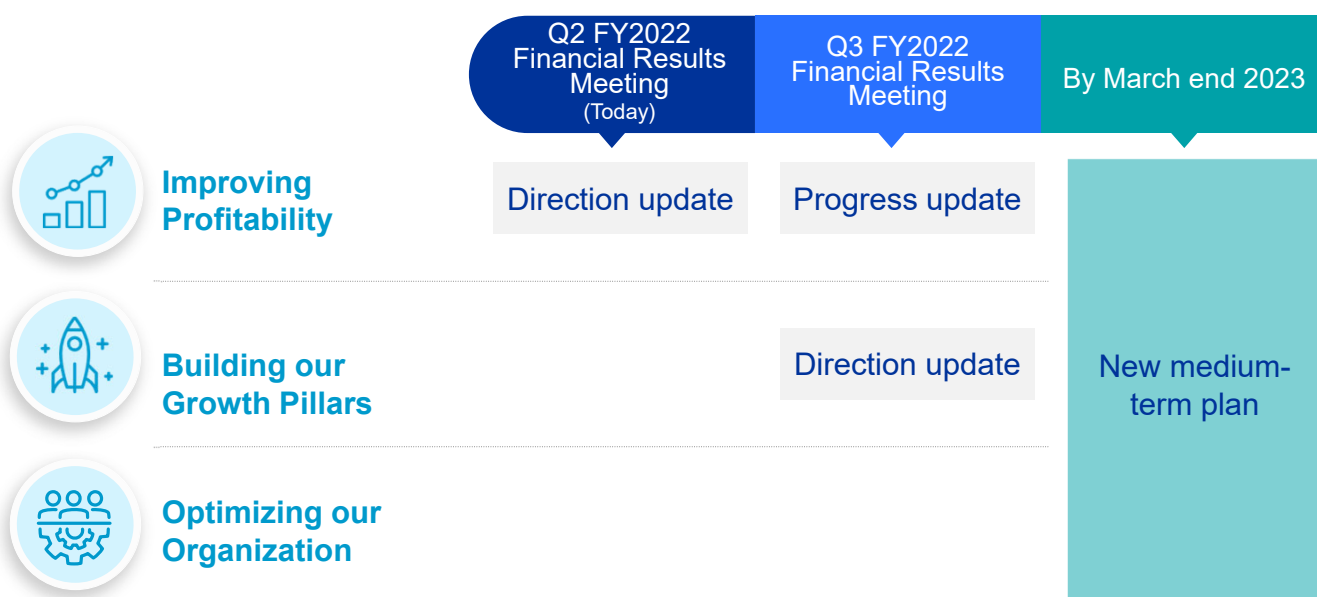 Q2 FY2022
Financial Results
Meeting
(Today)
Q3 FY2022
Financial Results
Meeting
By March end 2023
Improving
Profitability
Direction update
Progress update
Building our
Growth Pillars
Direction update
New medium-
term plan
Optimizing our
Organization